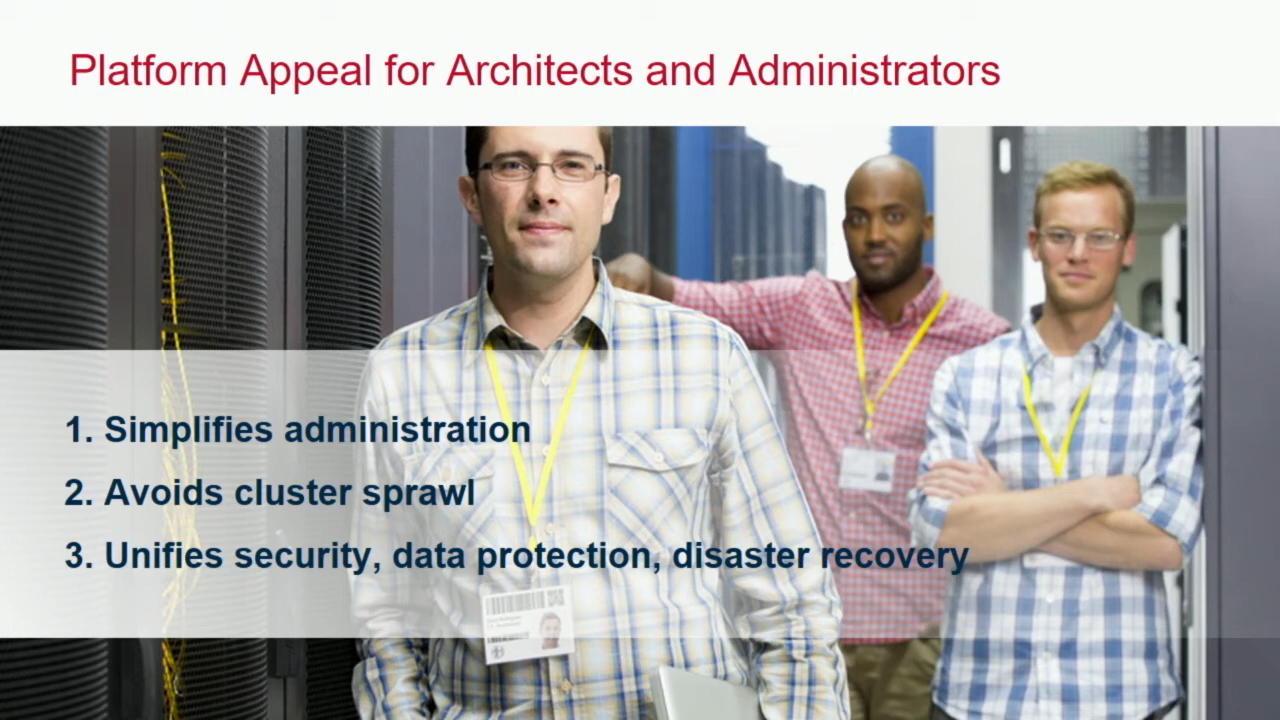 Platform Appeal for Architects and Administrators
1. Simplifies administration
2. Avoids cluster sprawl
3. Unifies security, data protection, disaster recovery